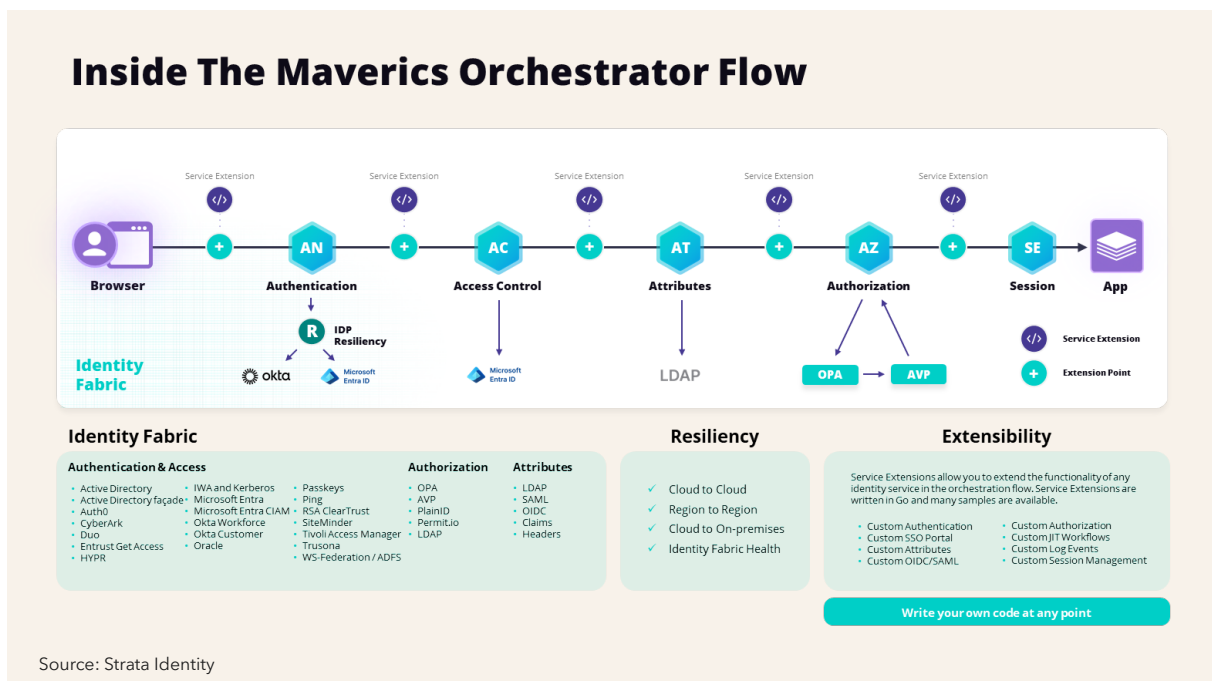 Inside The Maverics Orchestrator Flow
Service Extension
Service Extension
Service Extension
Service Extension
Service Extension
</>
</>
</>
</>
</>
+
AN
+
AC
+
AT
+
AZ
+
SE
Browser
Authentication
Access Control
Attributes
Authorization
Session
App
R
IDP
Resiliency
</>
Service Extension
Identity
Fabric
okta
Microsoft
Entra ID
Microsoft
Entra ID
LDAP
OPA
AVP
+
Extension Point
Identity Fabric
Authentication & Access
Active Directory
Active Directory façade
Auth0
CyberArk
Duo
Entrust Get Access
HYPR
IWA and Kerberos
Microsoft Entra
Microsoft Entra CIAM
Okta Workforce
Okta Customer
Oracle
Passkeys
Ping
RSA ClearTrust
SiteMinder
Tivoli Access Manager
Trusona
WS-Federation / ADFS
Authorization
OPA
AVP
PlainID
Permit.io
LDAP
Attributes
LDAP
SAML
OIDC
Claims
Headers
Resiliency
Cloud to Cloud
Region to Region
Cloud to On-premises
Identity Fabric Health
Extensibility
Service Extensions allow you to extend the functionality of any
identity service in the orchestration flow. Service Extensions are
written in Go and many samples are available.
Custom Authentication
Custom SSO Portal
Custom Attributes
Custom OIDC/SAML
Custom Authorization
Custom JIT Workflows
Custom Log Events
Custom Session Management
Write your own code at any point
Source: Strata Identity